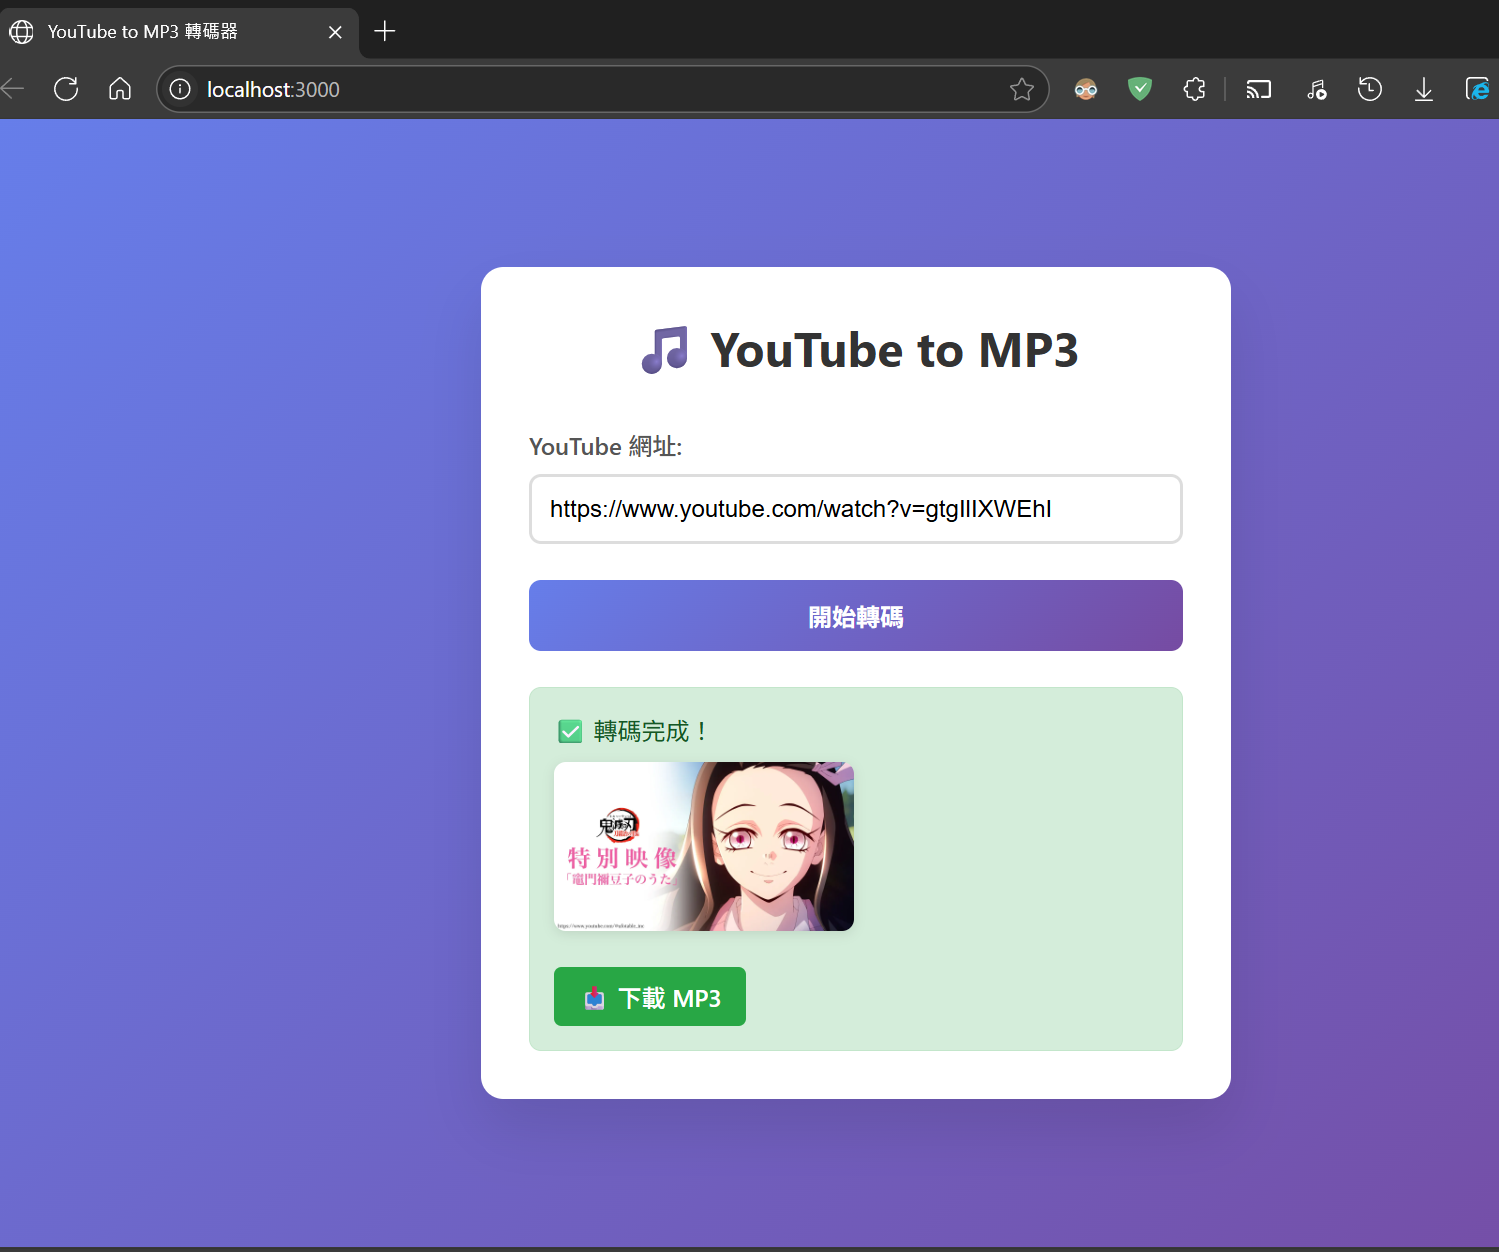 YouTube to MP3 轉碼器
localhost:3000
YouTube to MP3
YouTube 網址:
https://www.youtube.com/watch?v=gtgIlIXWEhI
開始轉碼
轉碼完成！
鬼滅刃
特別映像
「竈門禰豆子のうた」
下載 MP3